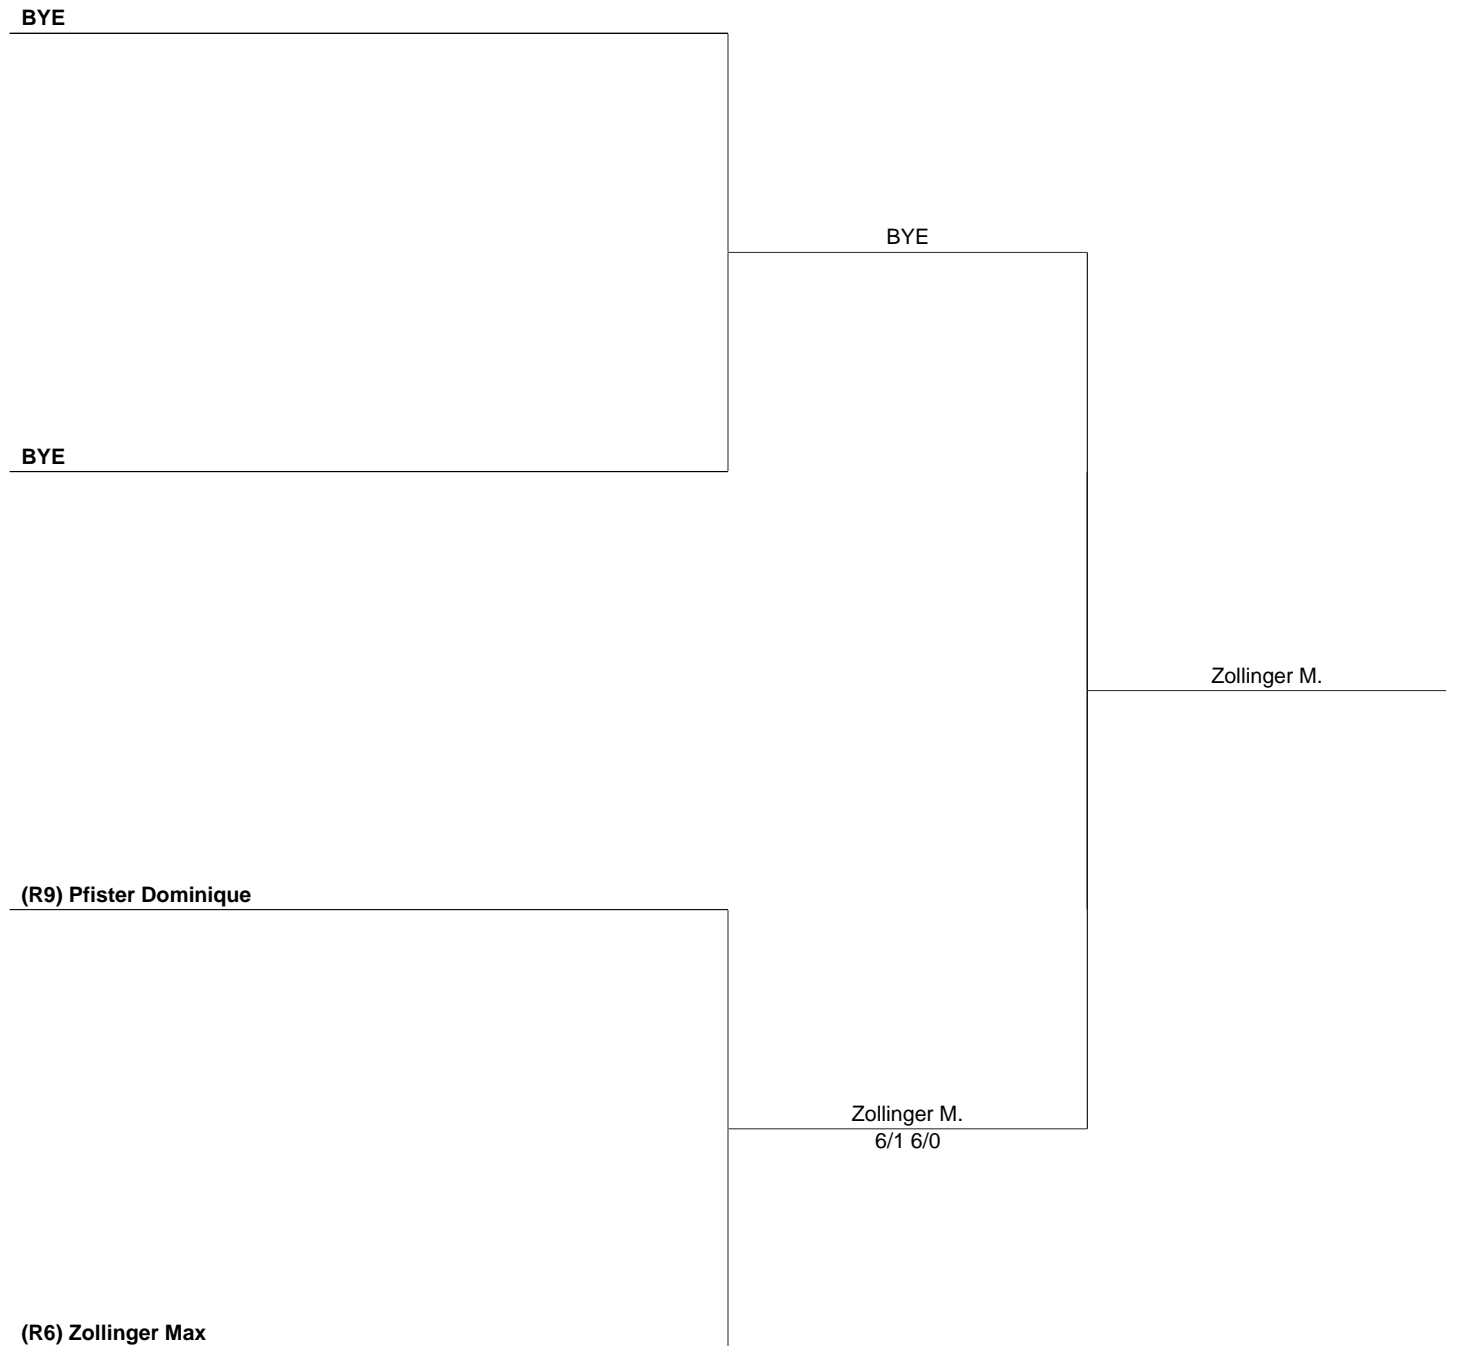 BYE
BYE
BYE
Zollinger M.
(R9) Pfister Dominique
Zollinger M.
6/1 6/0
(R6) Zollinger Max